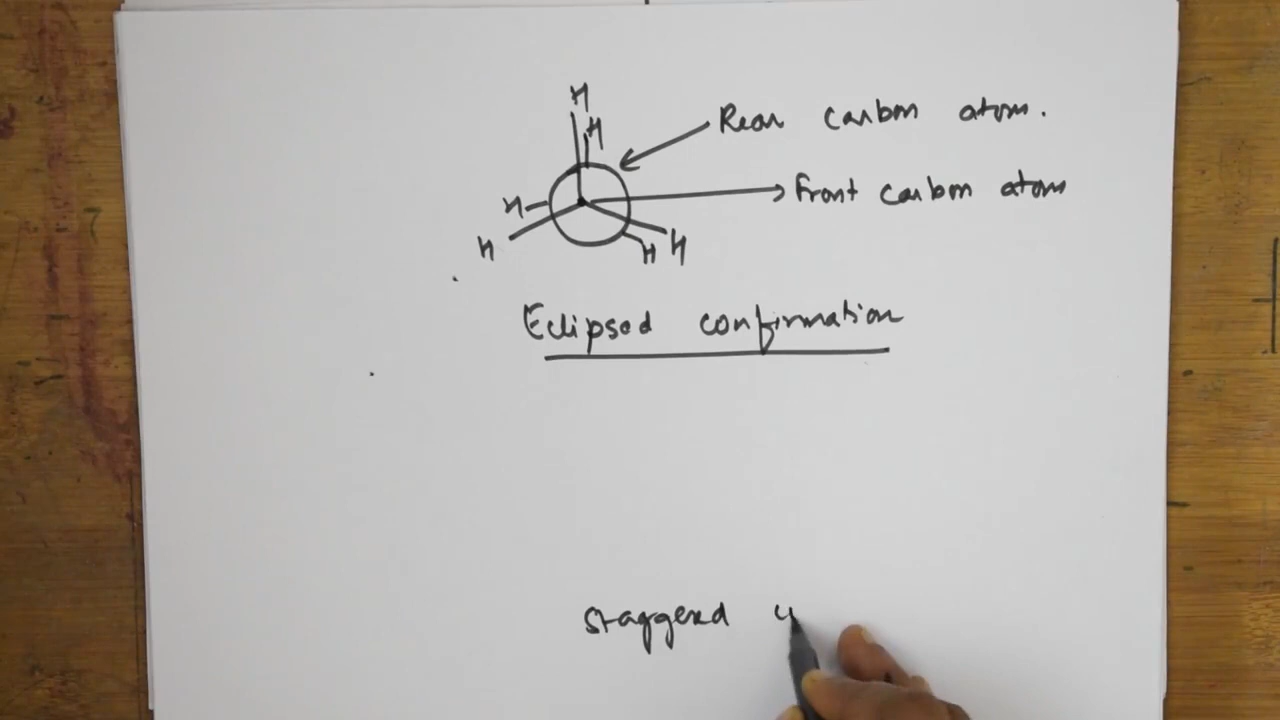 H
H
Rear carbon atom.
Front carbon atom
H
H
H H
Eclipsed confirmation
staggered